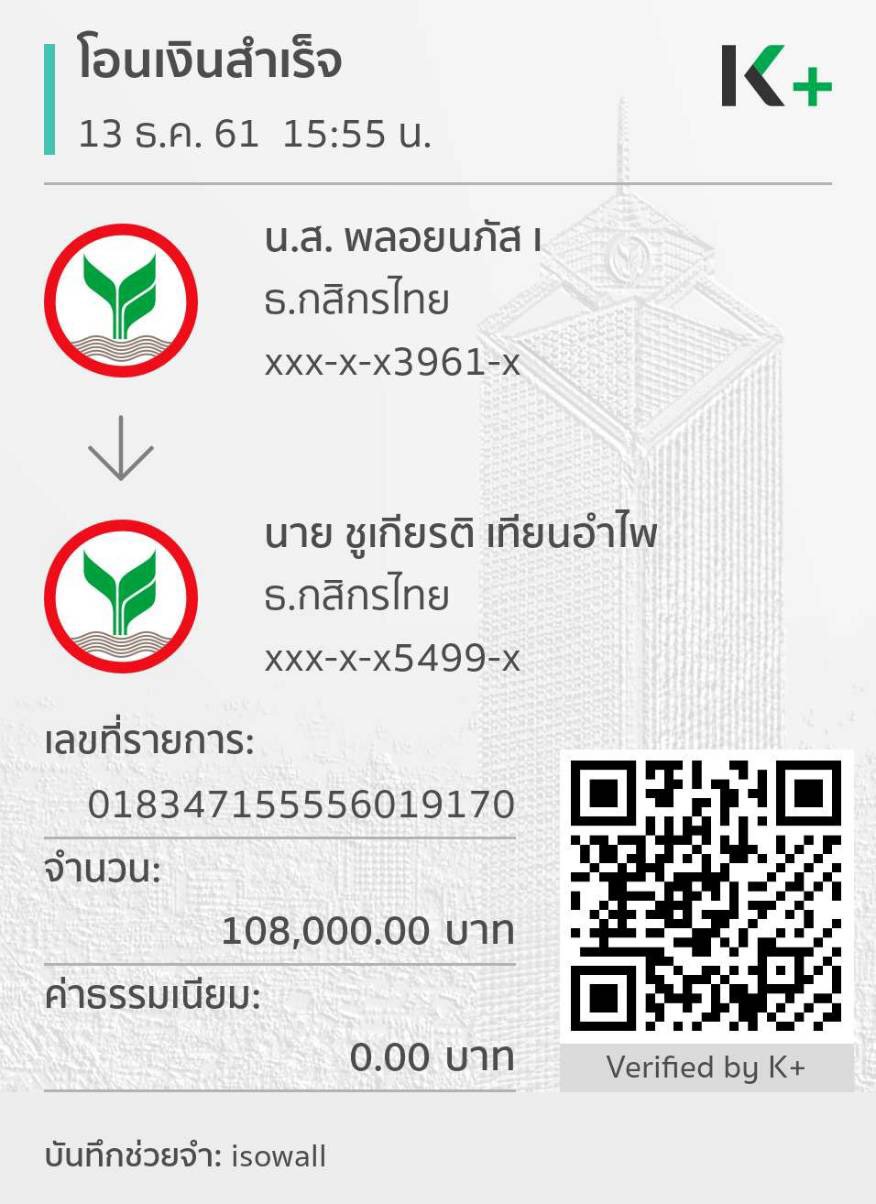 โอนเงินสำเร็จ
13 ธ.ค. 61 15:55 น.
K+
น.ส. พลอยนภัส เ
ธ.กสิกรไทย
xxx-x-x3961-x
นาย ชูเกียรติ เทียนอำไพ
ธ.กสิกรไทย
xxx-x-x5499-x
เลขที่รายการ:
018347155556019170
จำนวน:
108,000.00 บาท
ค่าธรรมเนียม:
0.00 บาท
Verified by K+
บันทึกช่วยจำ: isowall